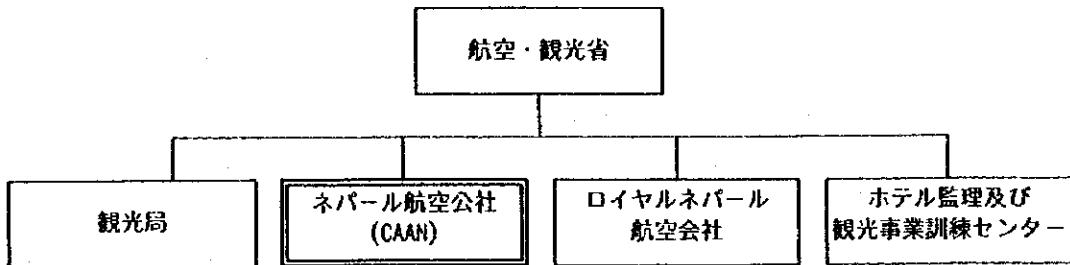 航空・観光省
観光局
ネパール航空公社
(CAAN)
ロイヤルネパール
航空会社
ホテル監理及び
観光事業訓練センター